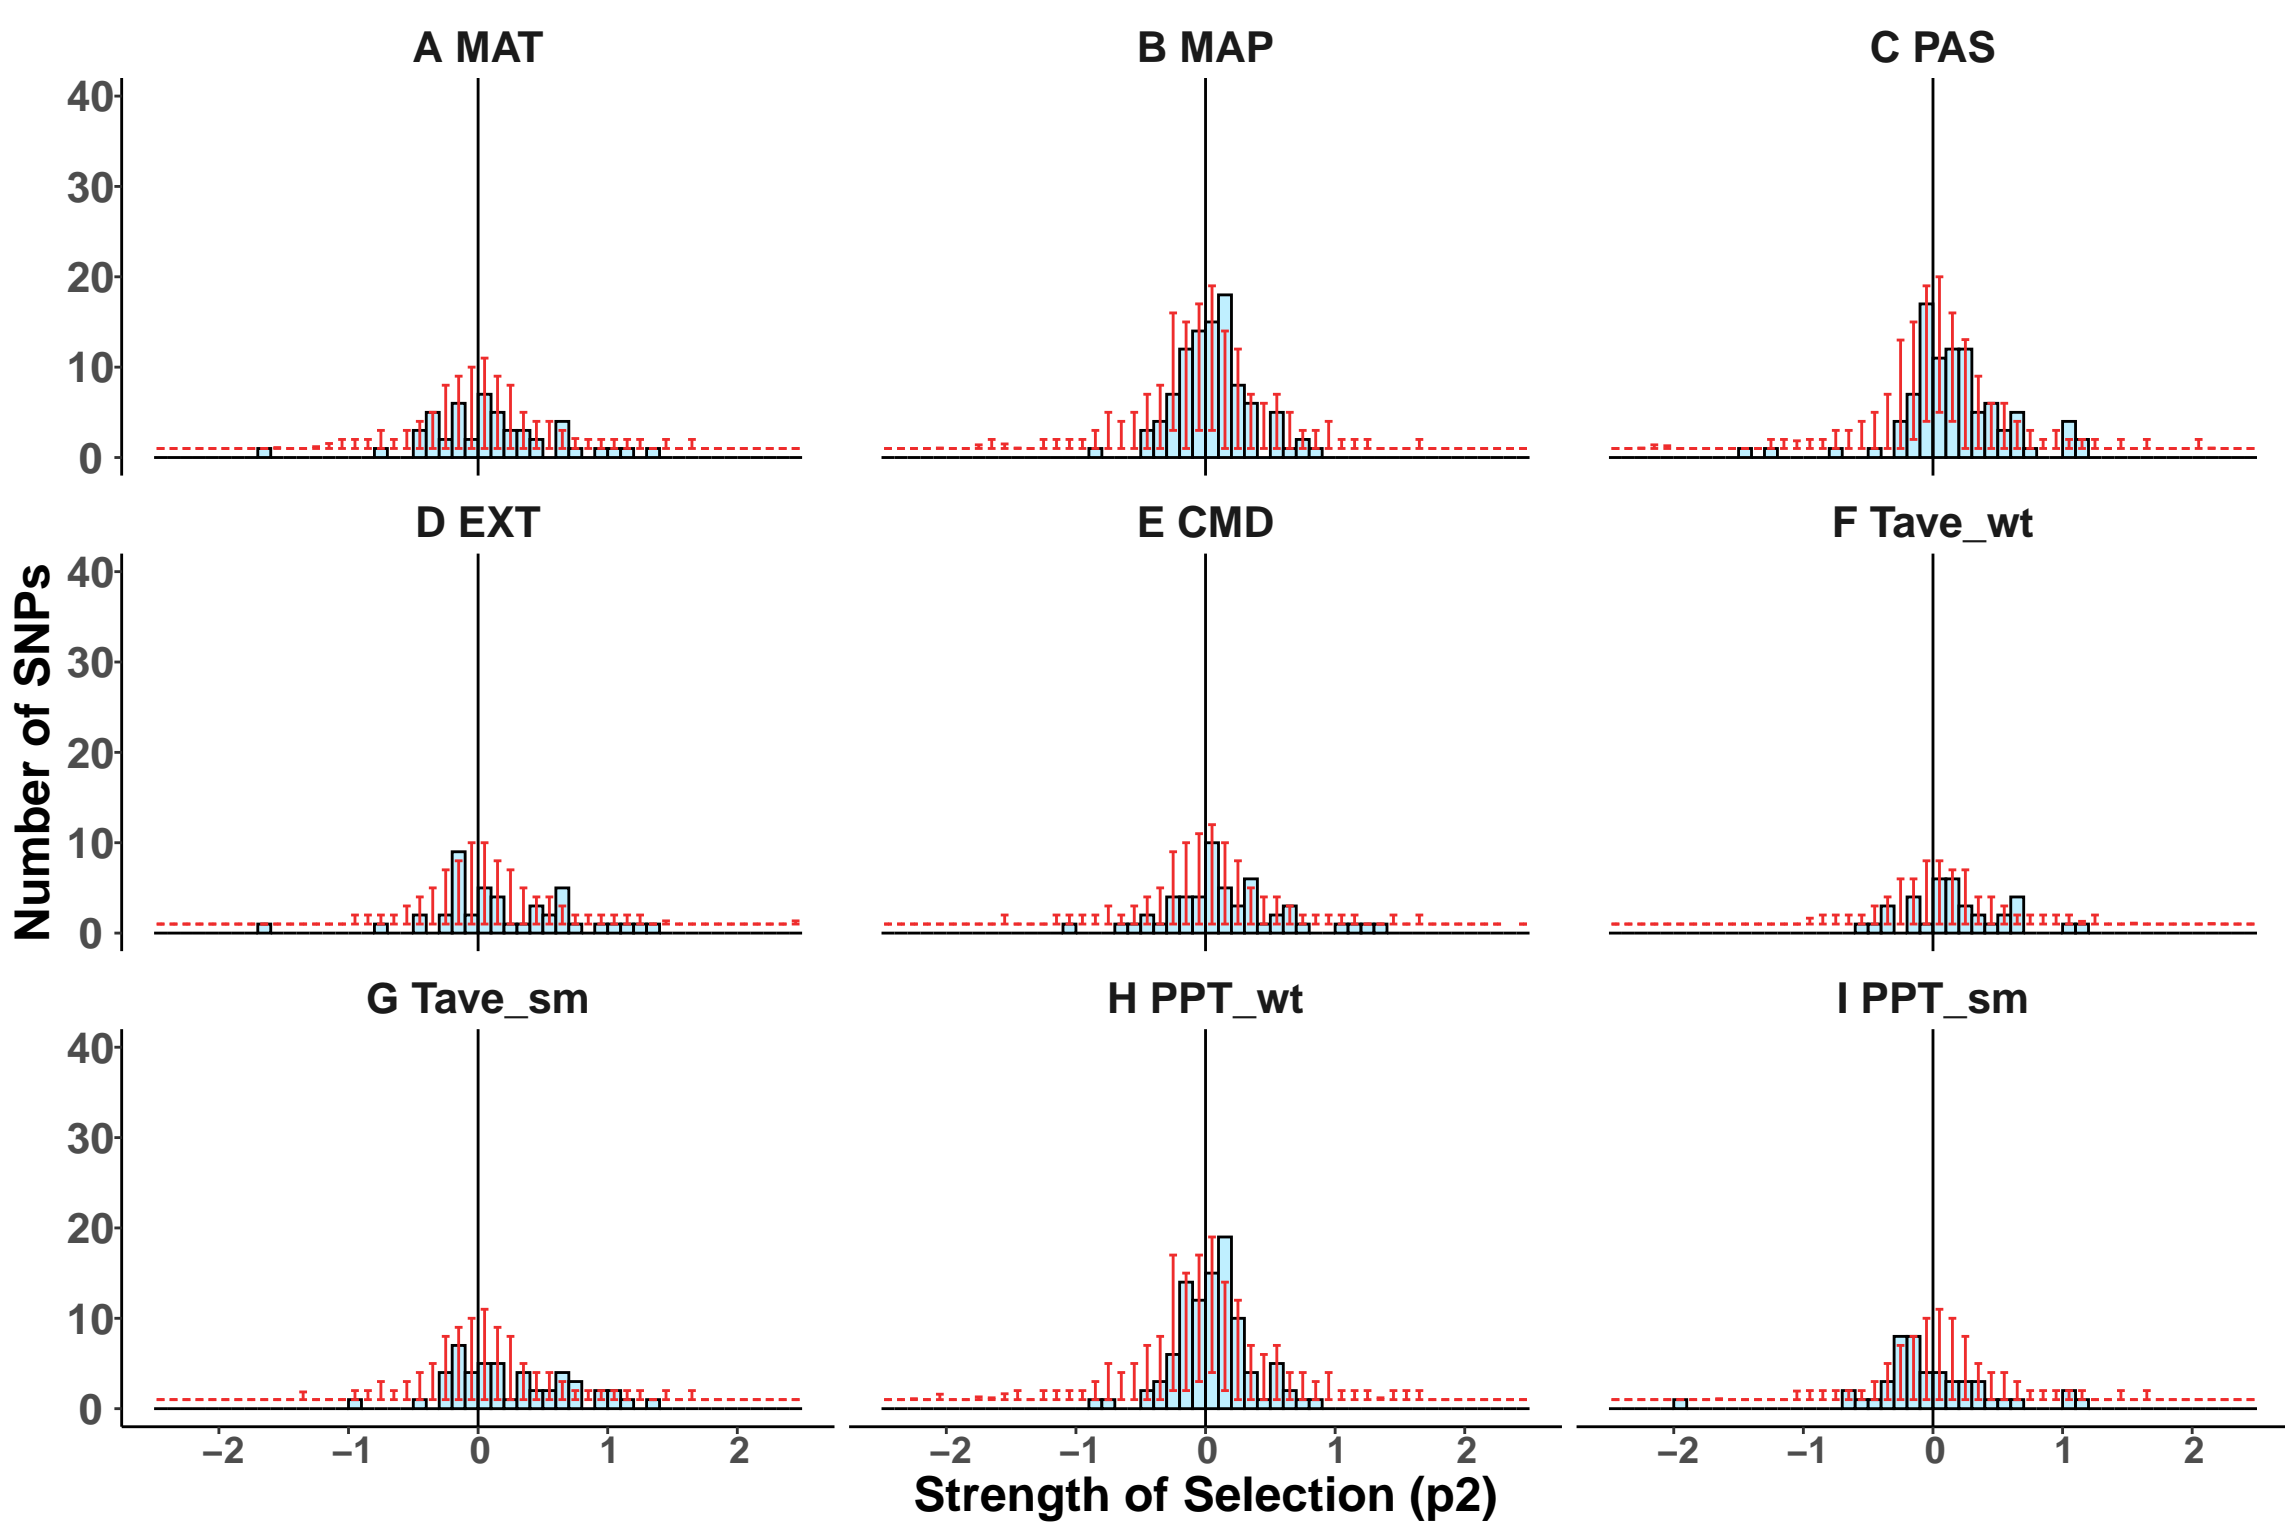 A MAT
B MAP
C PAS
40
30
20
10
0
D EXT
E CMD
F Tave_wt
40
30
20
10
0
Number of SNPs
G Tave_sm
H PPT_wt
I PPT_sm
40
30
20
10
0
−2 −1 0 1 2
−2 −1 0 1 2
−2 −1 0 1 2
Strength of Selection (p2)